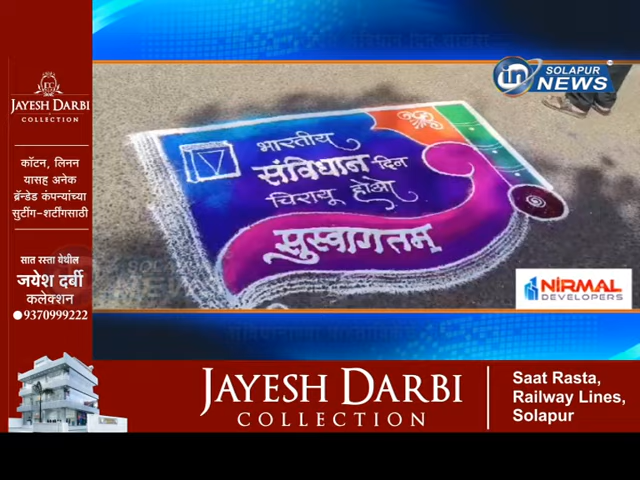 JAYESH DARBI
COLLECTION
कॉटन, लिनन
यासह अनेक
ब्रॅन्डेड कंपन्यांच्या
सुटींग-शर्टींगसाठी
सात रस्ता येथील
जयेश दर्बी
कलेक्शन
9370999222
in SOLAPUR
NEWS
भारतीय
संविधान दिन
चिरायू होओ
सुस्वागतम्
NIRMAL
DEVELOPERS
JAYESH DARBI
COLLECTION
Saat Rasta,
Railway Lines,
Solapur